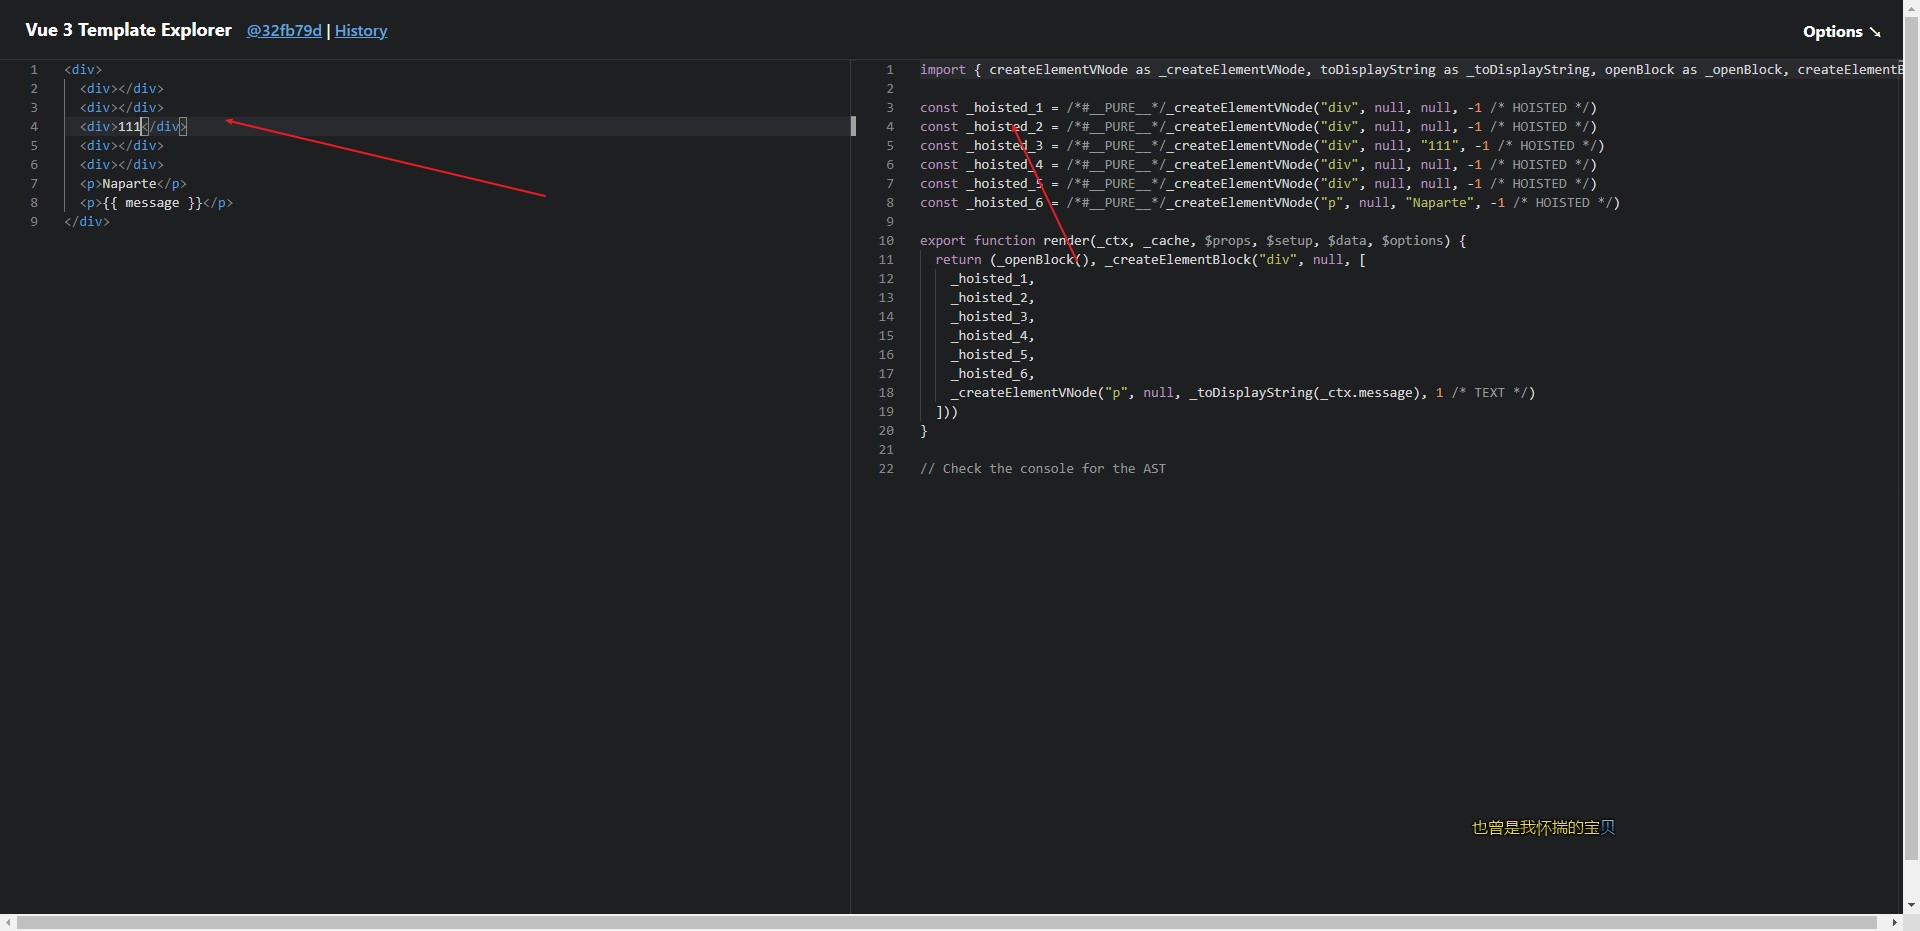 Vue 3 Template Explorer @32fb79d | History
Options ↘
1 <div>
2 <div></div>
3 <div></div>
4 <div>111</div>
5 <div></div>
6 <div></div>
7 <p>Naparte</p>
8 <p>{{ message }}</p>
9 </div>
1 import { createElementVNode as _createElementVNode, toDisplayString as _toDisplayString, openBlock as _openBlock, createElementB
2
3 const _hoisted_1 = /*#__PURE__*/_createElementVNode("div", null, null, -1 /* HOISTED */)
4 const _hoisted_2 = /*#__PURE__*/_createElementVNode("div", null, null, -1 /* HOISTED */)
5 const _hoisted_3 = /*#__PURE__*/_createElementVNode("div", null, "111", -1 /* HOISTED */)
6 const _hoisted_4 = /*#__PURE__*/_createElementVNode("div", null, null, -1 /* HOISTED */)
7 const _hoisted_5 = /*#__PURE__*/_createElementVNode("div", null, null, -1 /* HOISTED */)
8 const _hoisted_6 = /*#__PURE__*/_createElementVNode("p", null, "Naparte", -1 /* HOISTED */)
9
10 export function render(_ctx, _cache, $props, $setup, $data, $options) {
11 return (_openBlock(), _createElementBlock("div", null, [
12 _hoisted_1,
13 _hoisted_2,
14 _hoisted_3,
15 _hoisted_4,
16 _hoisted_5,
17 _hoisted_6,
18 _createElementVNode("p", null, _toDisplayString(_ctx.message), 1 /* TEXT */)
19 ]))
20 }
21
22 // Check the console for the AST
也曾是我怀揣的宝贝